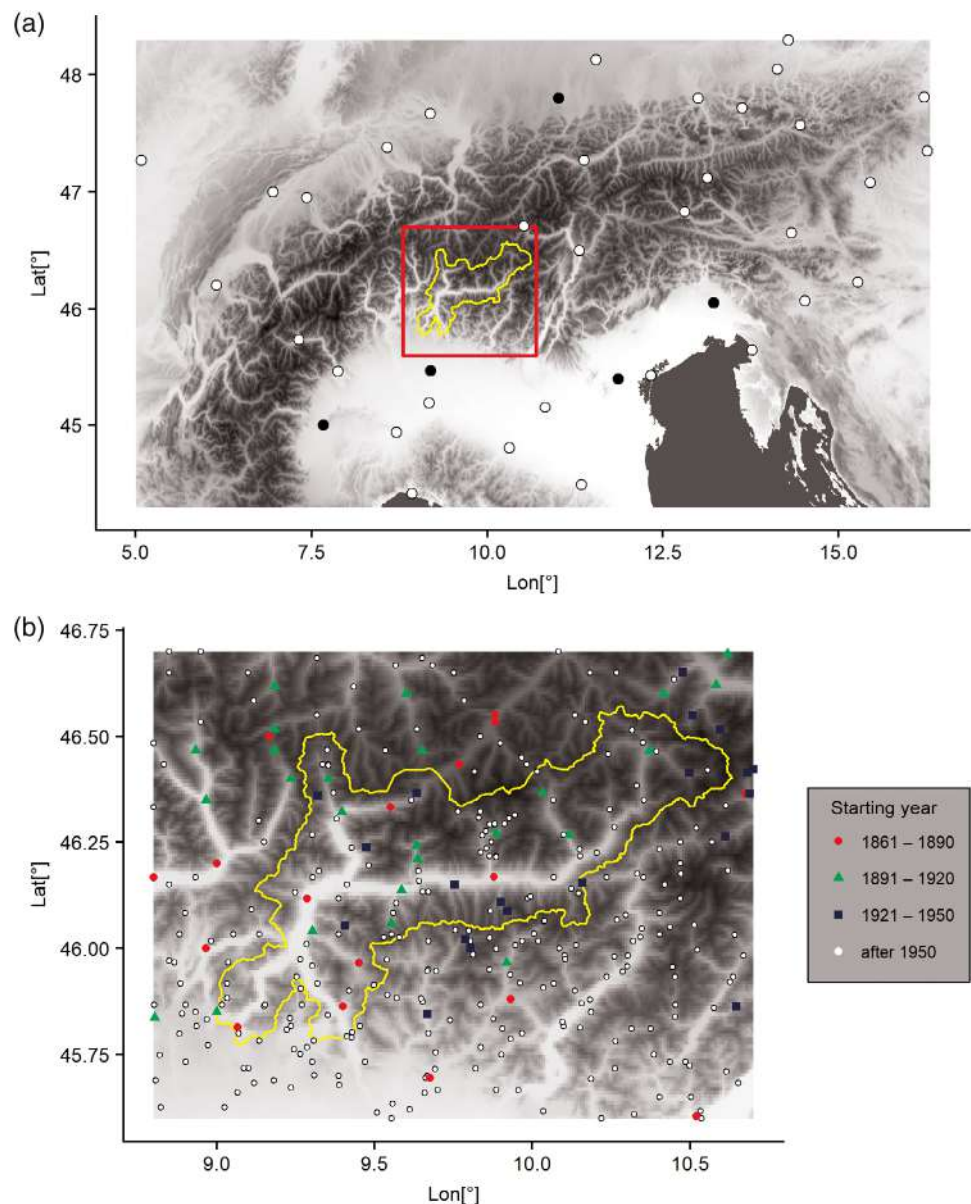 (a)
48
47
46
45
Lat[°]
5.0 7.5 10.0 12.5 15.0
Lon[°]
(b)
46.75
46.50
46.25
46.00
45.75
Lat[°]
9.0 9.5 10.0 10.5
Lon[°]
Starting year
1861 – 1890
1891 – 1920
1921 – 1950
after 1950